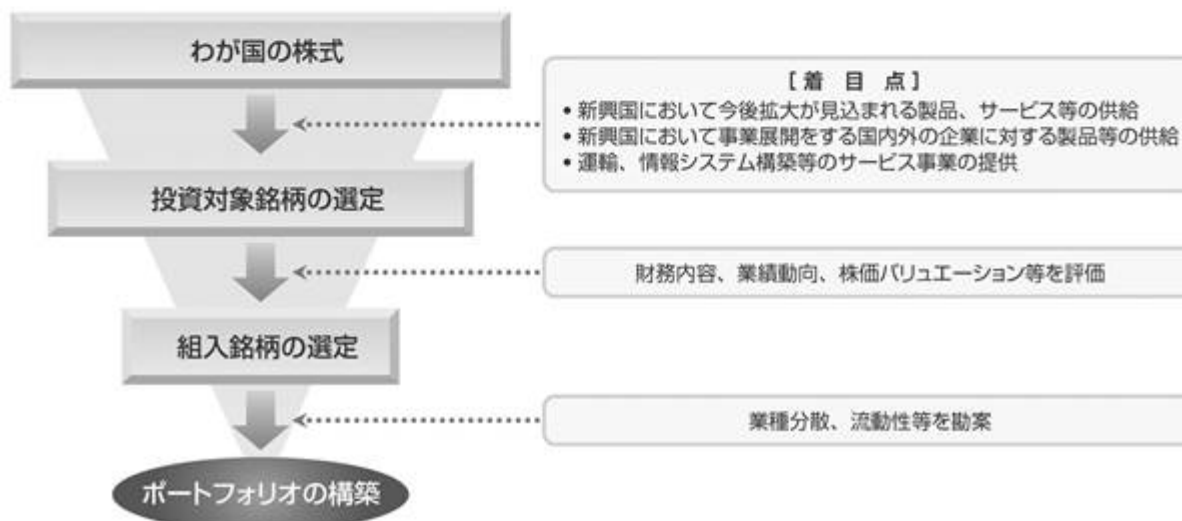 わが国の株式
[着 目 点]
• 新興国において今後拡大が見込まれる製品、サービス等の供給
• 新興国において事業展開をする国内外の企業に対する製品等の供給
• 運輸、情報システム構築等のサービス事業の提供
投資対象銘柄の選定
財務内容、業績動向、株価バリュエーション等を評価
組入銘柄の選定
業種分散、流動性等を勘案
ポートフォリオの構築